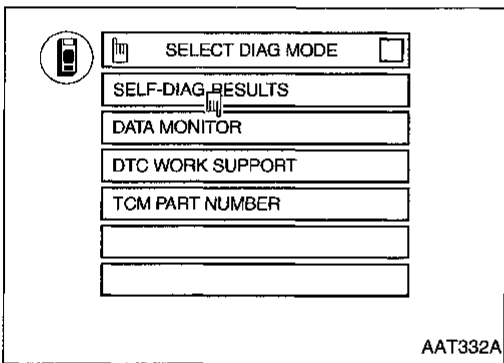 SELECT DIAG MODE
SELF-DIAG RESULTS
DATA MONITOR
DTC WORK SUPPORT
TCM PART NUMBER
AAT332A